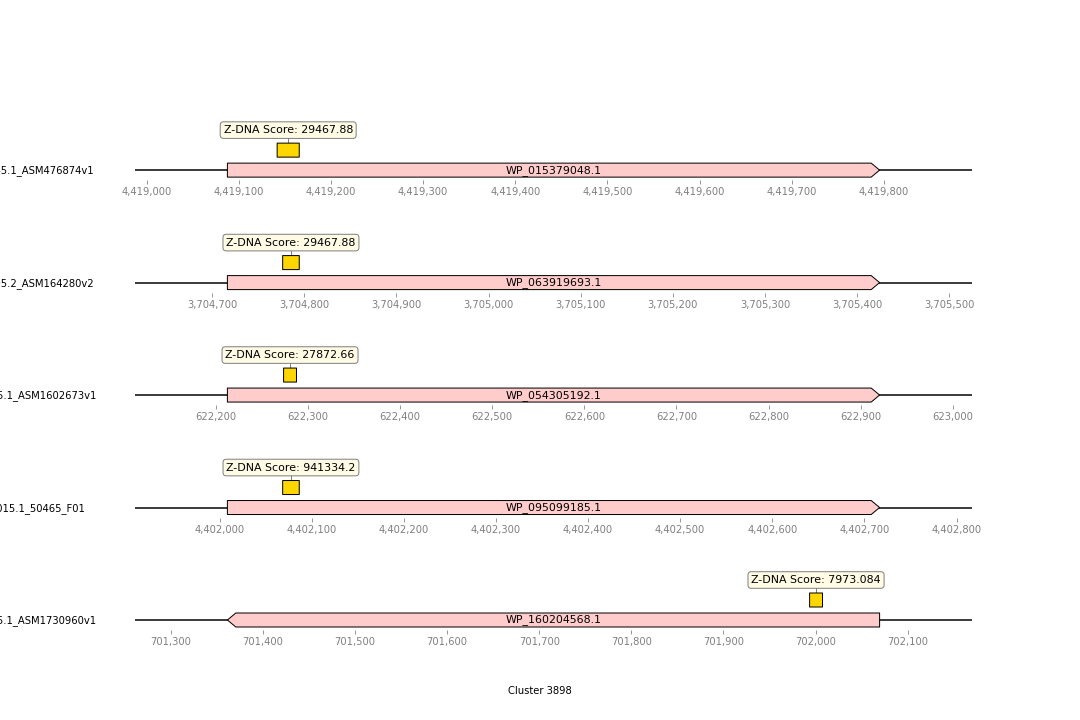 Z-DNA Score: 29467.88
5.1_ASM476874v1
WP_015379048.1
4,419,000 4,419,100 4,419,200 4,419,300 4,419,400 4,419,500 4,419,600 4,419,700 4,419,800
Z-DNA Score: 29467.88
5.2_ASM164280v2
WP_063919693.1
3,704,700 3,704,800 3,704,900 3,705,000 3,705,100 3,705,200 3,705,300 3,705,400 3,705,500
Z-DNA Score: 27872.66
5.1_ASM1602673v1
WP_054305192.1
622,200 622,300 622,400 622,500 622,600 622,700 622,800 622,900 623,000
Z-DNA Score: 941334.2
015.1_50465_F01
WP_095099185.1
4,402,000 4,402,100 4,402,200 4,402,300 4,402,400 4,402,500 4,402,600 4,402,700 4,402,800
Z-DNA Score: 7973.084
5.1_ASM1730960v1
WP_160204568.1
701,300 701,400 701,500 701,600 701,700 701,800 701,900 702,000 702,100
Cluster 3898